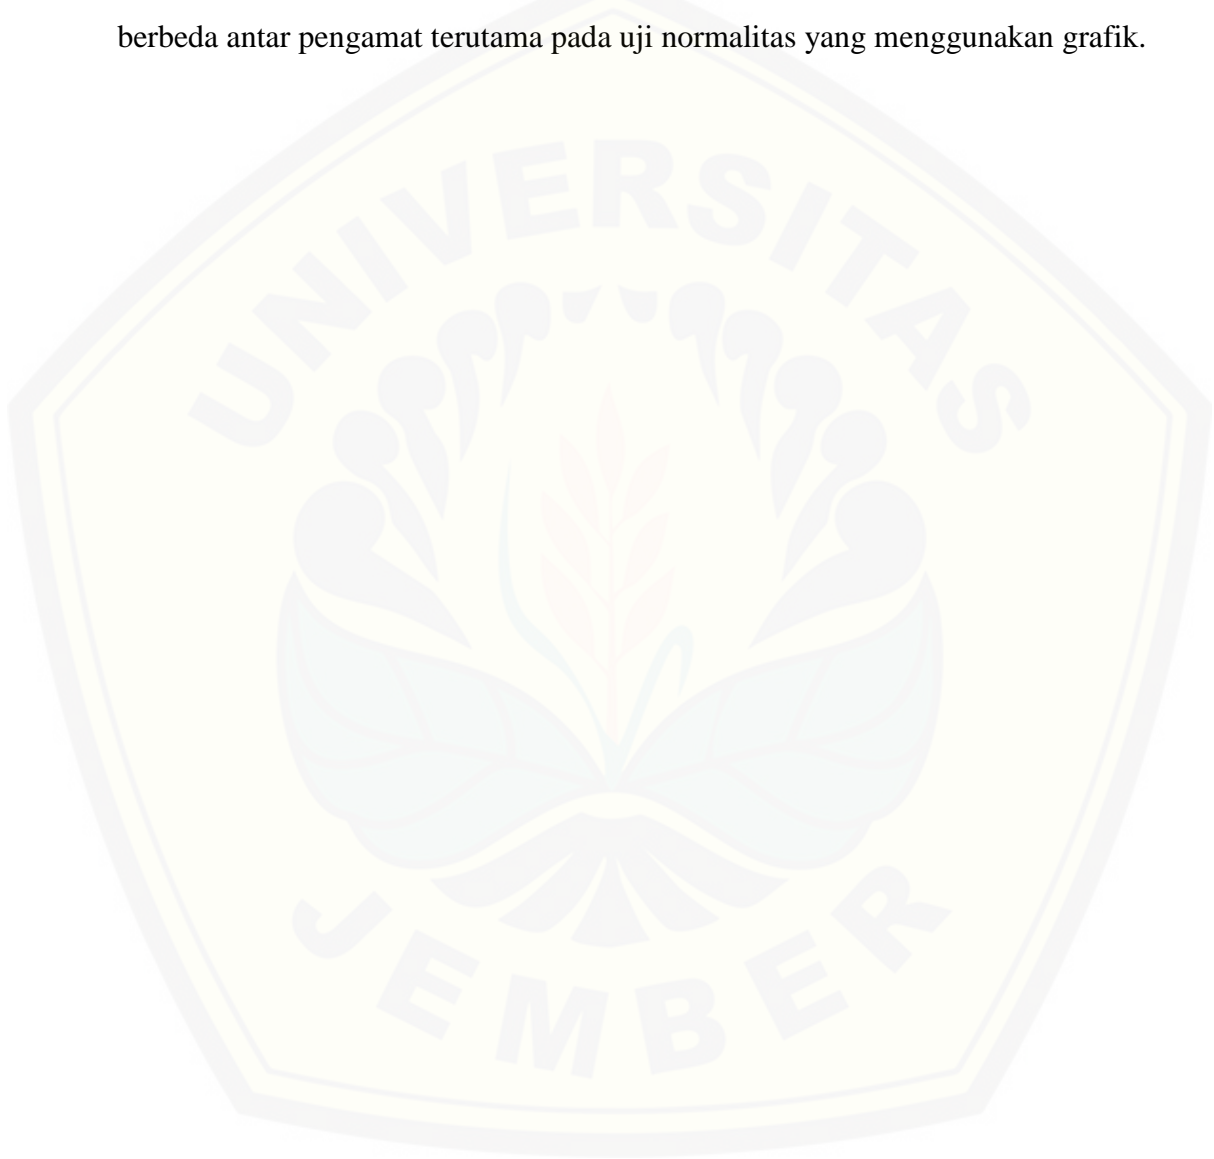 berbeda antar pengamat terutama pada uji normalitas yang menggunakan grafik.
UNIVERSITAS
JEMBER